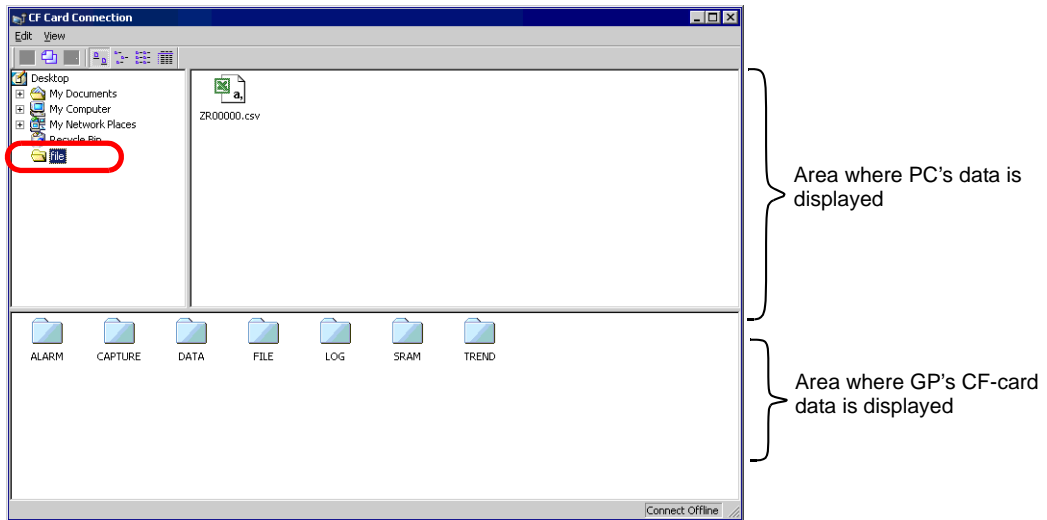 CF Card Connection
Edit View
Desktop
My Documents
My Computer
My Network Places
Recycle Bin
file
ZR00000.csv
a,
Area where PC's data is
displayed
ALARM CAPTURE DATA FILE LOG SRAM TREND
Area where GP's CF-card
data is displayed
Connect Offline